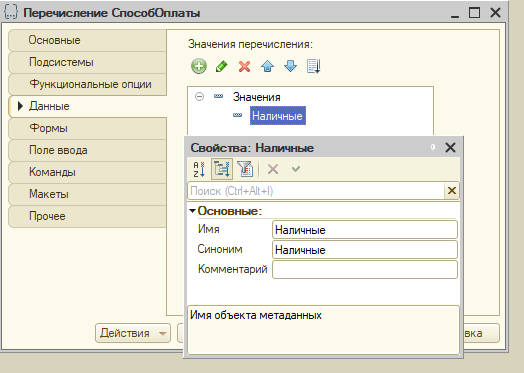 Перечисление СпособОплаты
Основные
Подсистемы
Функциональные опции
Данные
Формы
Поле ввода
Команды
Макеты
Прочее
Значения перечисления:
Значения
Наличные
Свойства: Наличные
Поиск (Ctrl+Alt+I)
Основные:
Имя Наличные
Синоним Наличные
Комментарий
Имя объекта метаданных
Действия
вка